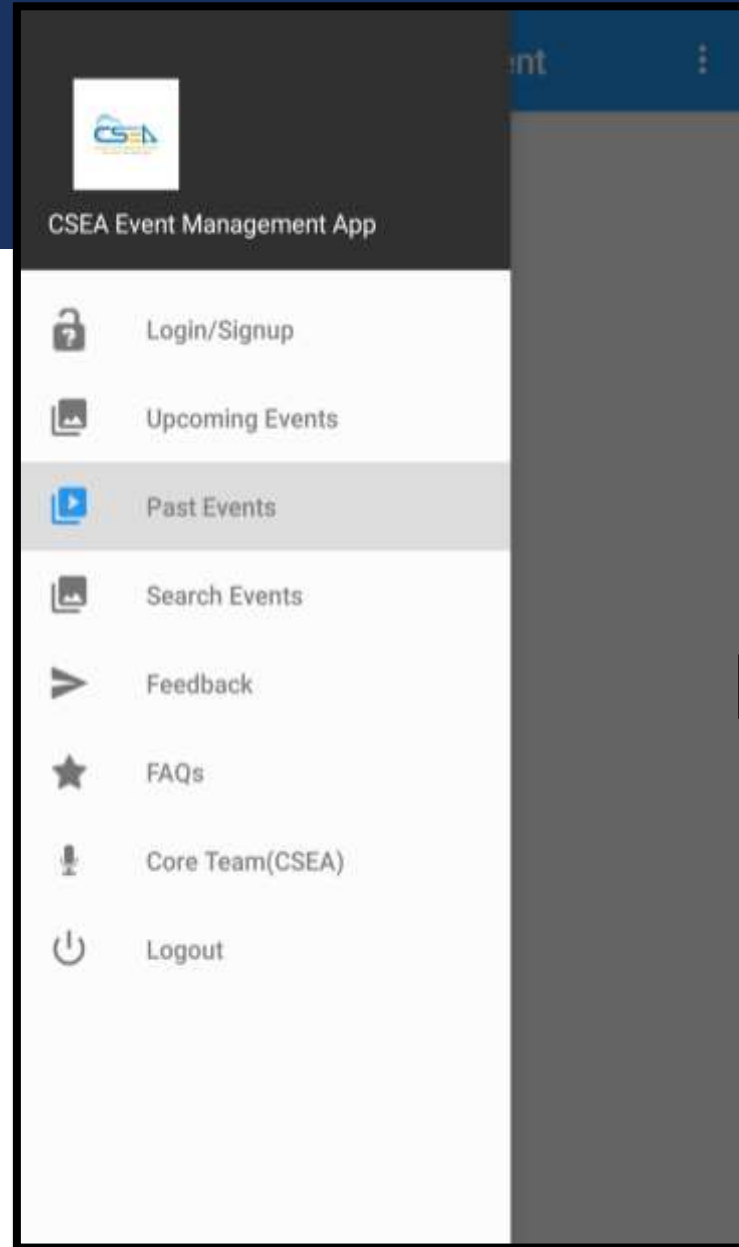 ent
CSEA
CSEA Event Management App
Login/Signup
Upcoming Events
Past Events
Search Events
Feedback
FAQs
Core Team(CSEA)
Logout